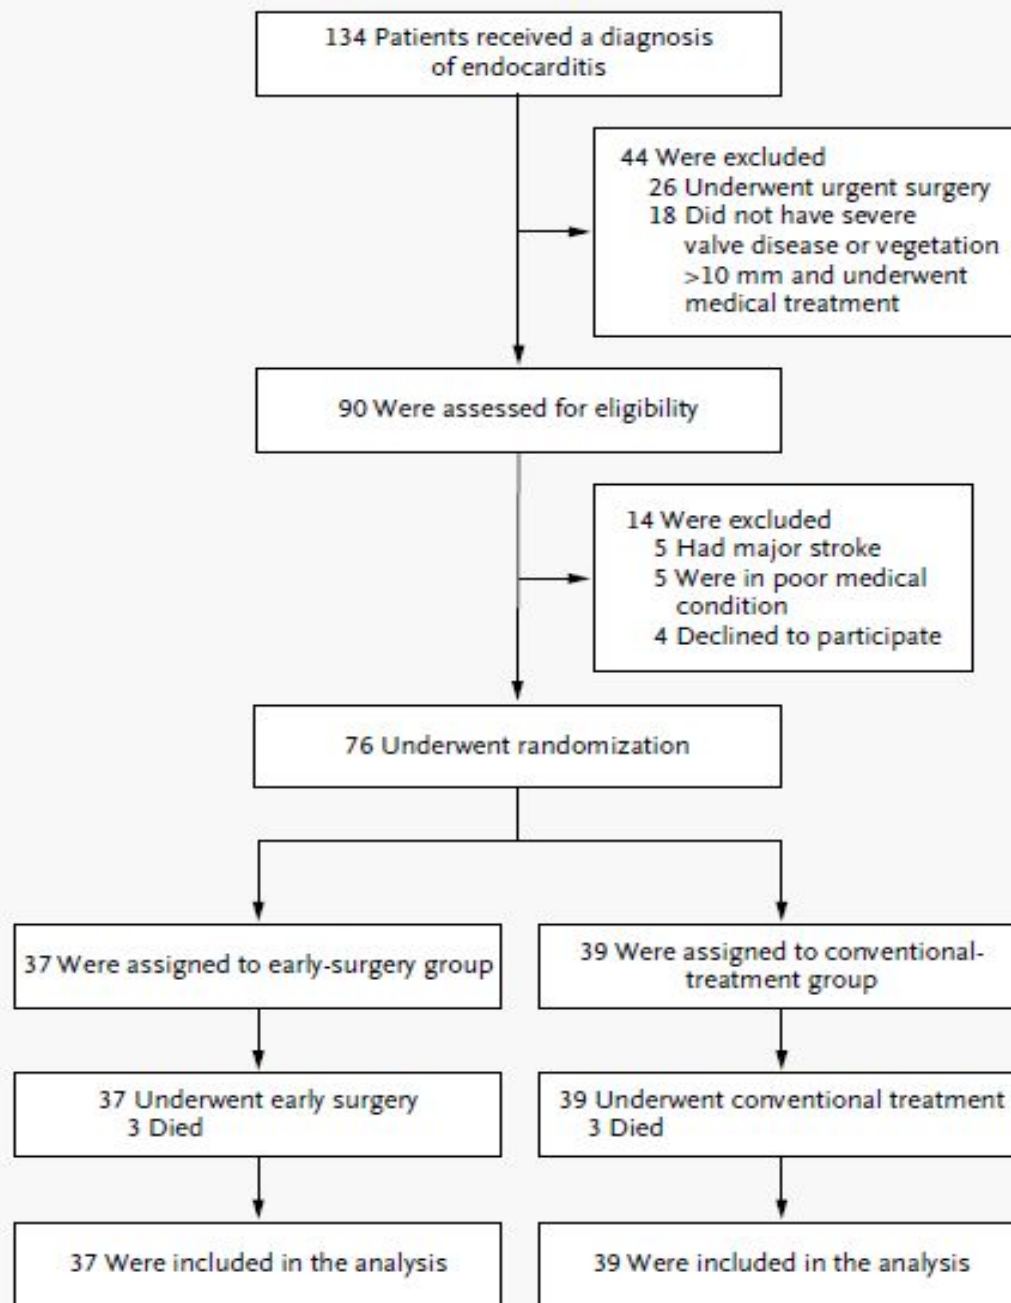 134 Patients received a diagnosis
of endocarditis
44 Were excluded
26 Underwent urgent surgery
18 Did not have severe
valve disease or vegetation
>10 mm and underwent
medical treatment
90 Were assessed for eligibility
14 Were excluded
5 Had major stroke
5 Were in poor medical
condition
4 Declined to participate
76 Underwent randomization
37 Were assigned to early-surgery group
39 Were assigned to conventional-
treatment group
37 Underwent early surgery
3 Died
39 Underwent conventional treatment
3 Died
37 Were included in the analysis
39 Were included in the analysis